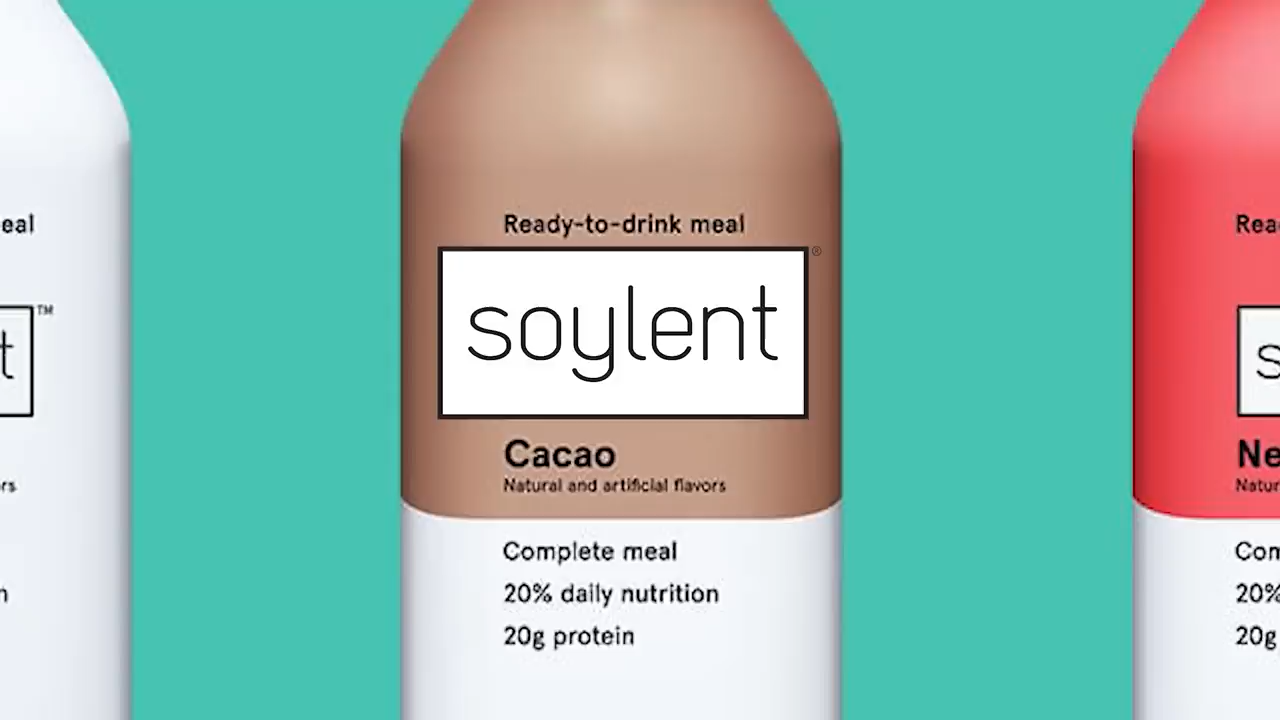 eal
TM
t
rs
n
Ready-to-drink meal
soylent
®
Cacao
Natural and artificial flavors
Complete meal
20% daily nutrition
20g protein
Rea
s
Ne
Natur
Com
20%
20g